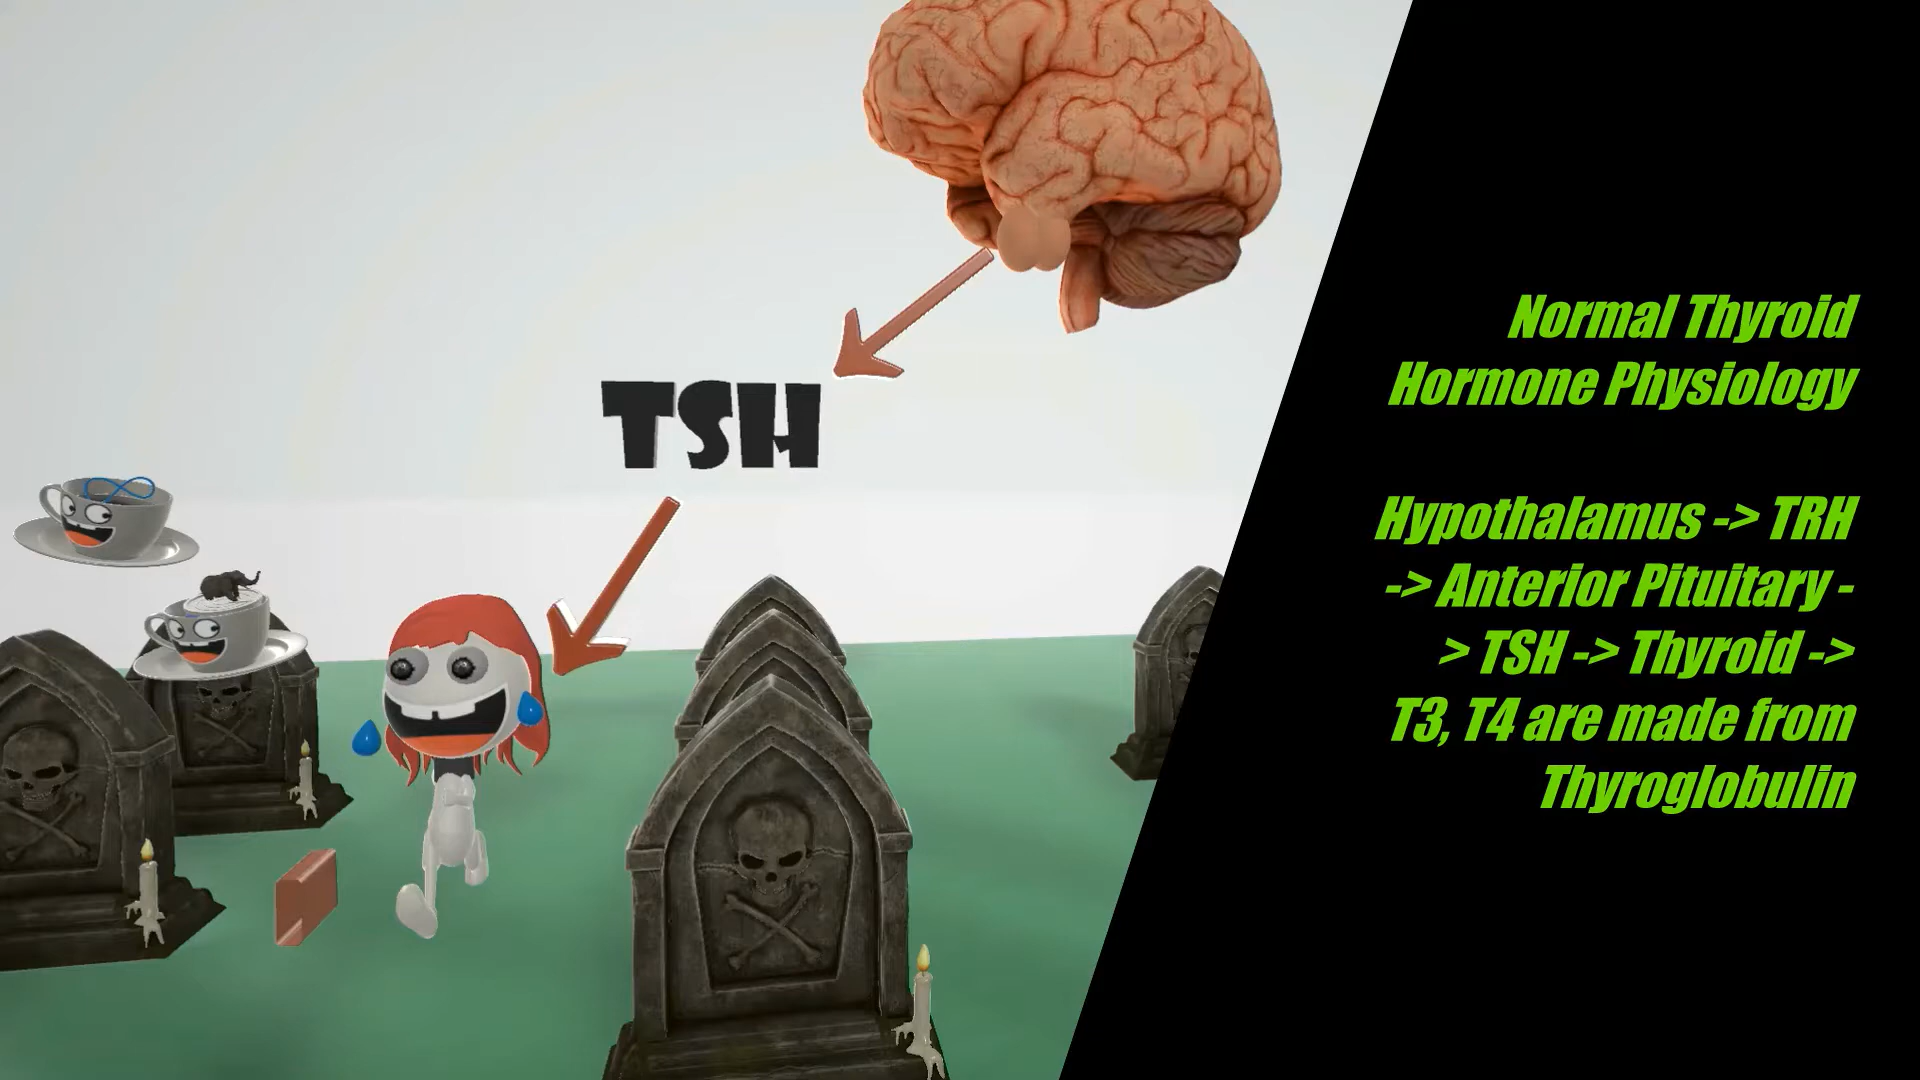 TSH
Normal Thyroid
Hormone Physiology
Hypothalamus -> TRH
-> Anterior Pituitary -
> TSH -> Thyroid ->
T3, T4 are made from
Thyroglobulin